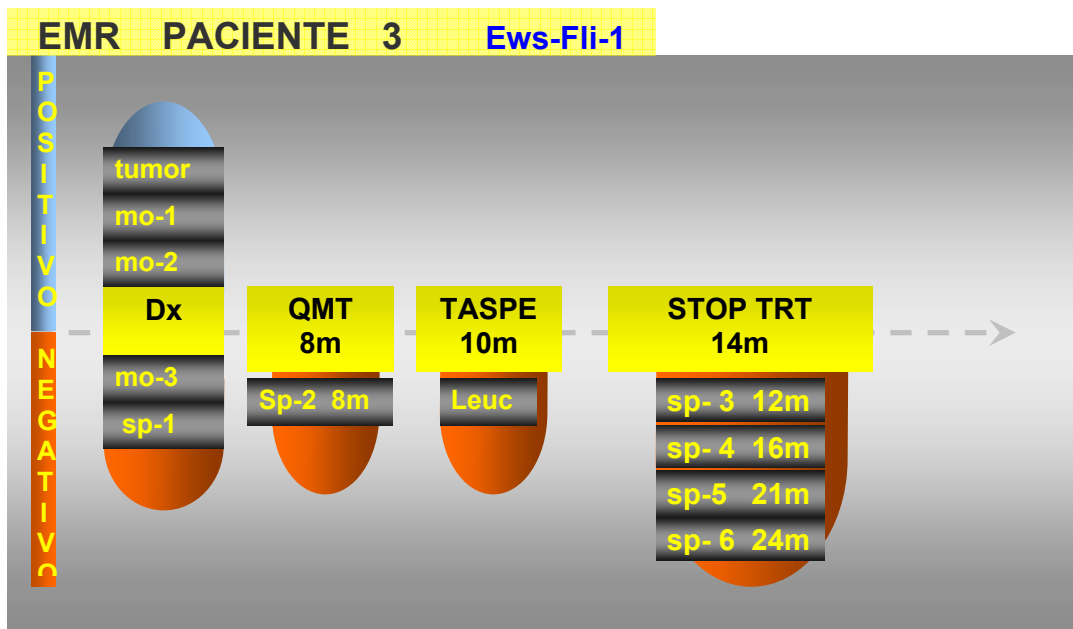 EMR PACIENTE 3 Ews-Fli-1
POSITIVO
NEGATIVO
tumor
mo-1
mo-2
Dx
mo-3
sp-1
QMT
8m
Sp-2 8m
TASPE
10m
Leuc
STOP TRT
14m
sp- 3 12m
sp- 4 16m
sp-5 21m
sp- 6 24m